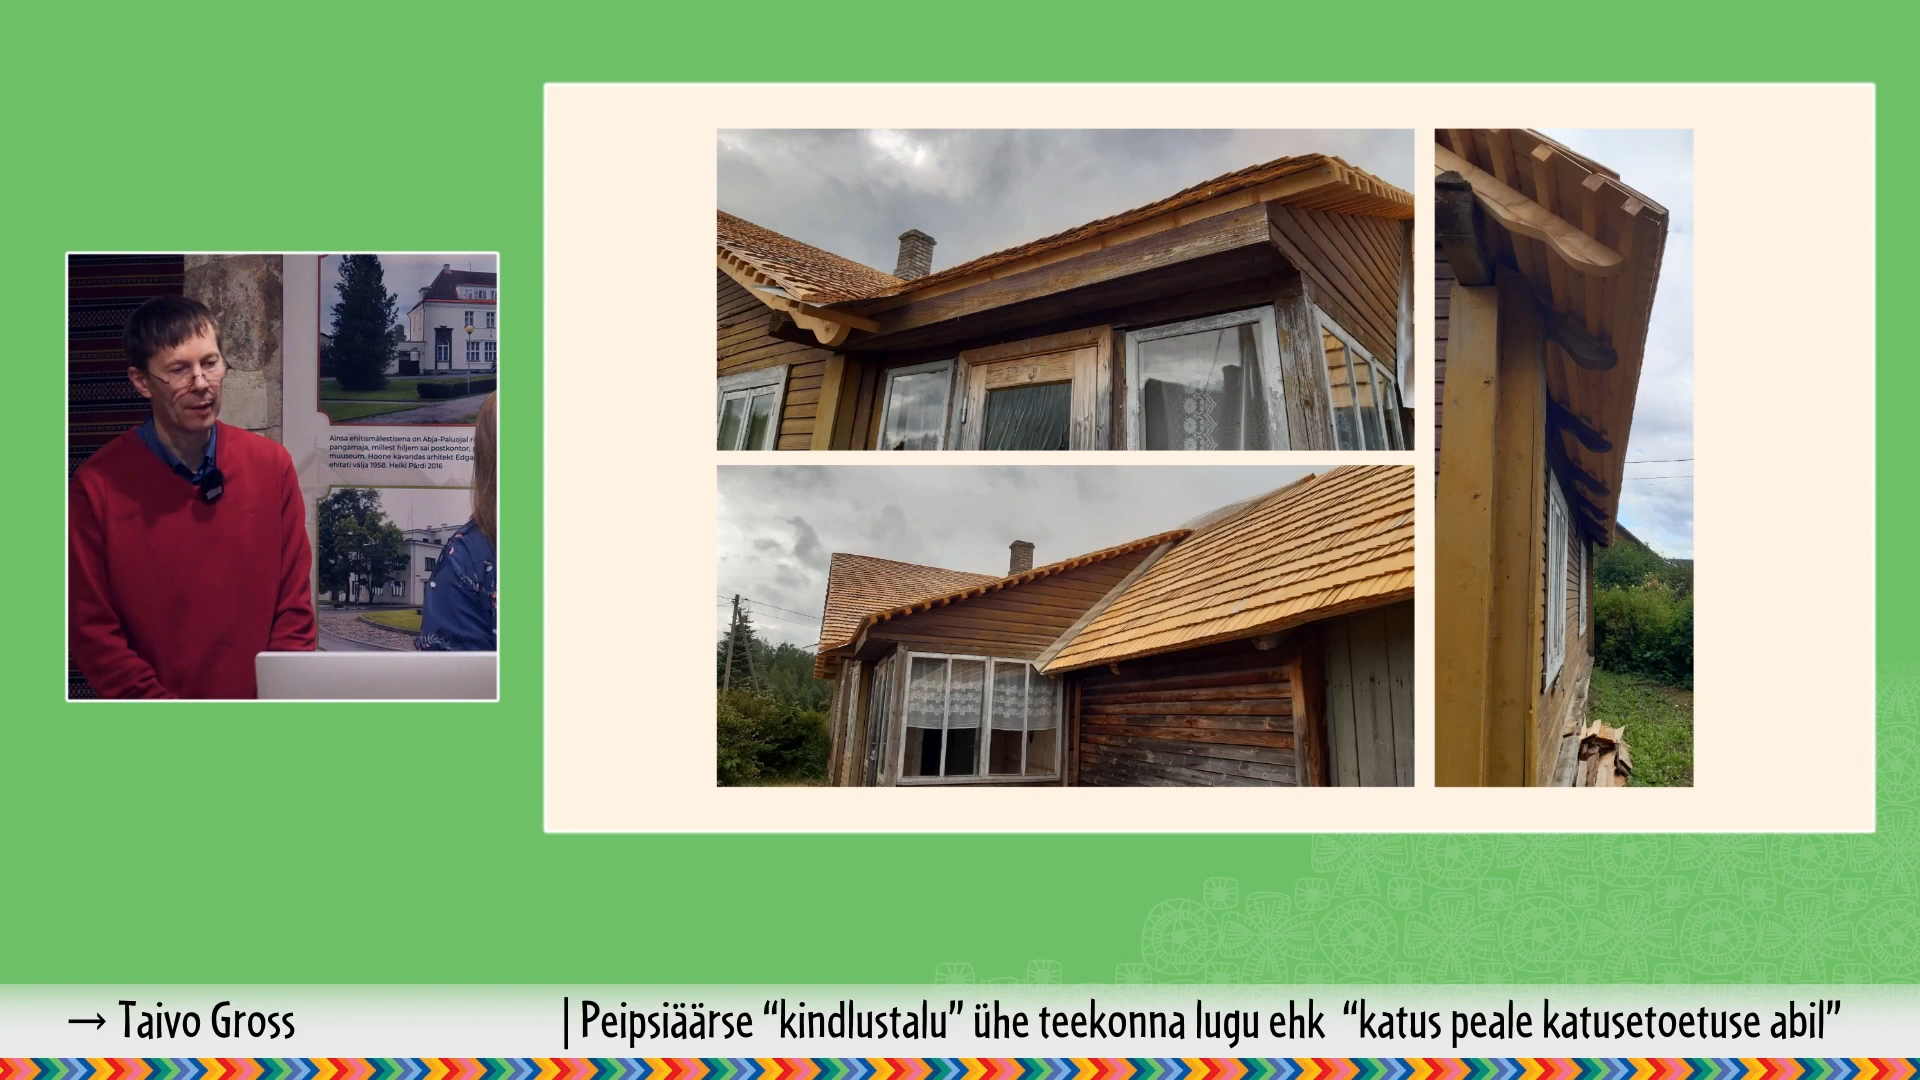 Ainsa ehitismälestisena on Abja-Paluojal
pangamaja, millest hiljem sai postkontor,
muuseum. Hoone kavandas arhitekt
ehitati välja 1958. Heiki Pärdi 2016
→ Taivo Gross
| Peipsiäärse “kindlustalu” ühe teekonna lugu ehk “katus peale katusetoetuse abil”